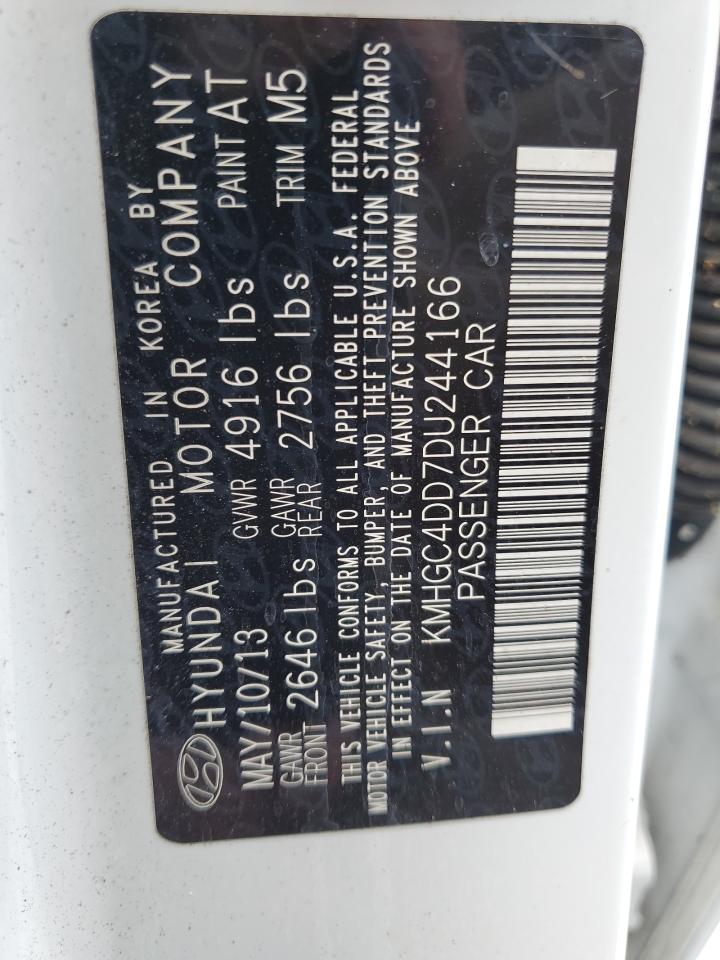 MANUFACTURED IN KOREA BY
HYUNDAI MOTOR COMPANY
MAY/10/13 GVWR 4916 lbs PAINT AT
GAWR FRONT 2646 lbs GAWR REAR 2756 lbs TRIM M5
THIS VEHICLE CONFORMS TO ALL APPLICABLE U.S.A. FEDERAL
MOTOR VEHICLE SAFETY, BUMPER, AND THEFT PREVENTION STANDARDS
IN EFFECT ON THE DATE OF MANUFACTURE SHOWN ABOVE
V.I.N KMHGC4DD7DU244166
PASSENGER CAR